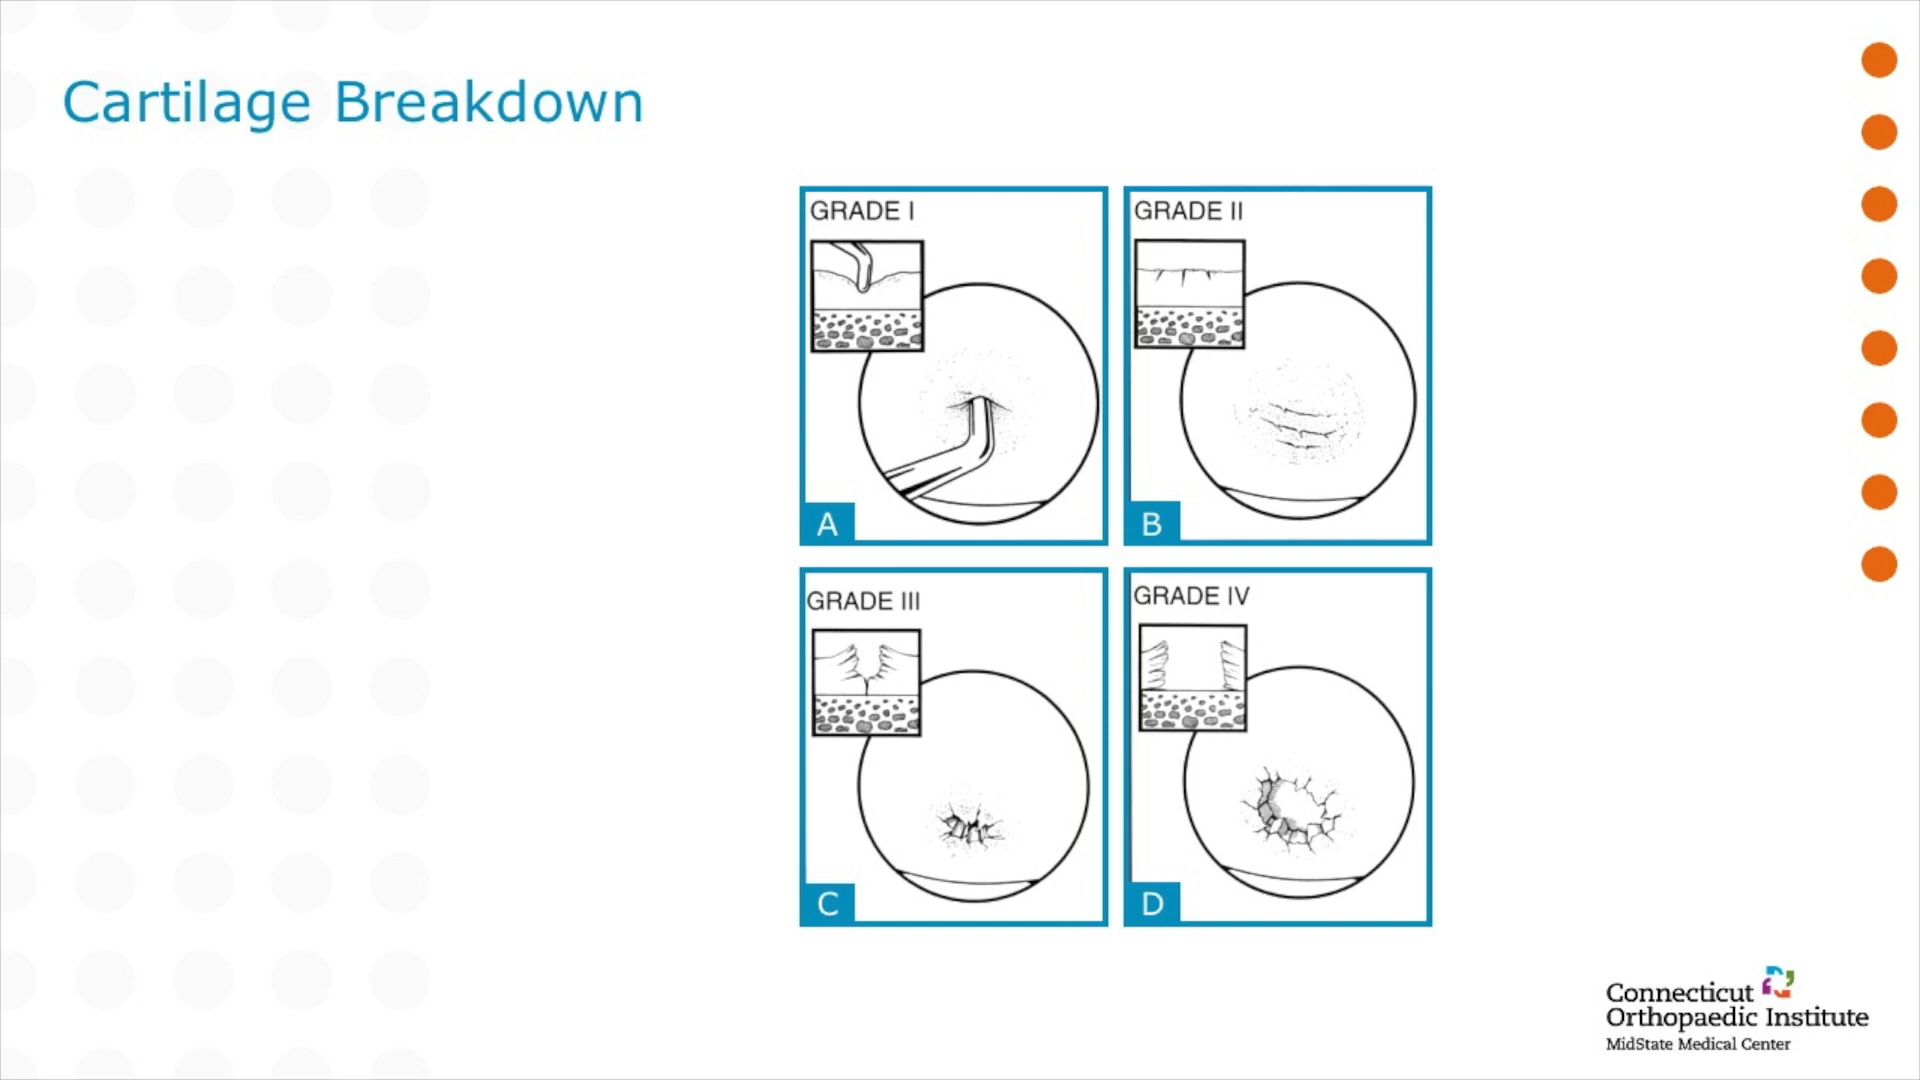 Cartilage Breakdown
GRADE I
A
GRADE II
B
GRADE III
C
GRADE IV
D
Connecticut
Orthopaedic Institute
MidState Medical Center